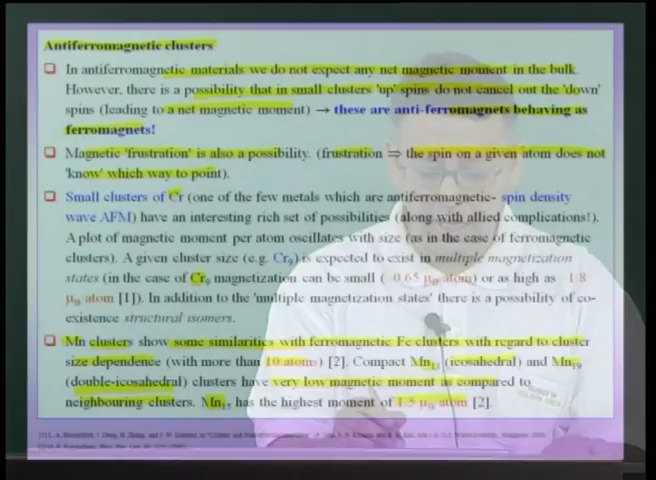 Antiferromagnetic clusters
In antiferromagnetic materials we do not expect any net magnetic moment in the bulk.
However, there is a possibility that in small clusters 'up' spins do not cancel out the 'down'
spins (leading to a net magnetic moment) → these are anti-ferromagnets behaving as
ferromagnets!
Magnetic 'frustration' is also a possibility. (frustration ⇒ the spin on a given atom does not
'know' which way to point).
Small clusters of Cr (one of the few metals which are antiferromagnetic- spin density
wave AFM) have an interesting rich set of possibilities (along with allied complications!).
A plot of magnetic moment per atom oscillates with size (as in the case of ferromagnetic
clusters). A given cluster size (e.g. Cr9) is expected to exist in multiple magnetization
states (in the case of Cr9 magnetization can be small ( 0.65 μB atom) or as high as 1.8
μB atom [1]). In addition to the 'multiple magnetization states' there is a possibility of co-
existence structural isomers.
Mn clusters show some similarities with ferromagnetic Fe clusters with regard to cluster
size dependence (with more than 10 atoms) [2]. Compact Mn13 (icosahedral) and Mn19
(double-icosahedral) clusters have very low magnetic moment as compared to
neighbouring clusters. Mn15 has the highest moment of 1.5 μB atom [2].